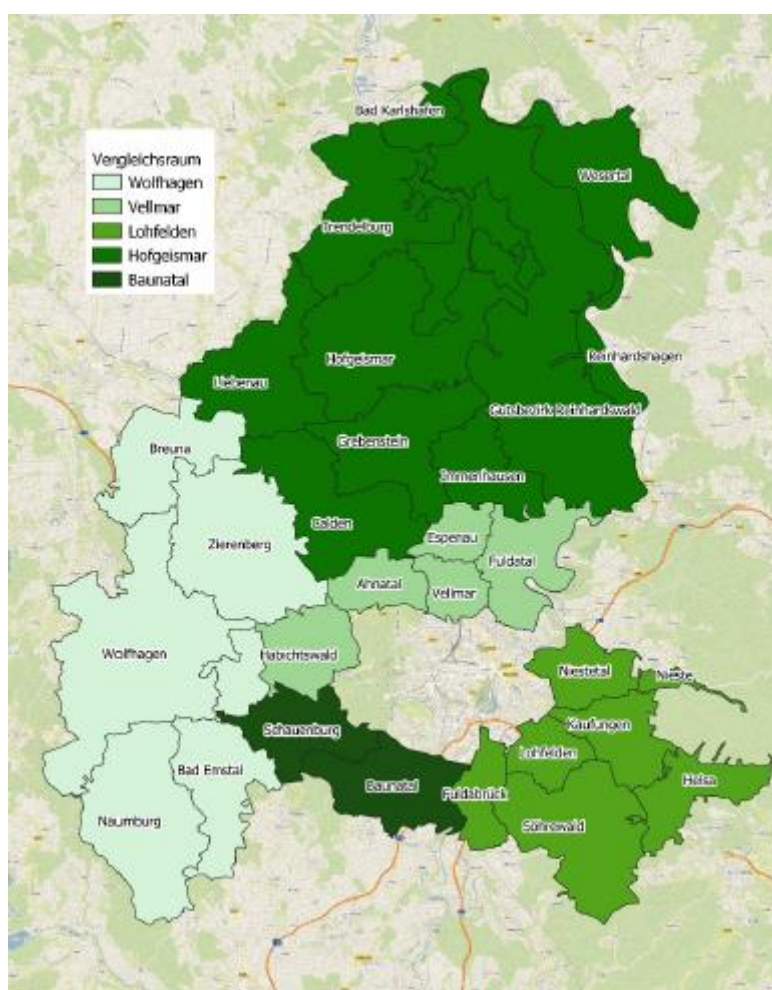 Bad Karlshafen
Vergleichsraum
Wolfhagen
Vellmar
Lohfelden
Hofgeismar
Baunatal
Wesertal
Trendelburg
Reinhardshagen
Hofgeismar
Liebenau
Gutsbezirk Reinhardswald
Grebenstein
Breuna
Immenhausen
Calden
Espenau
Zierenberg
Fuldatal
Ahnatal
Vellmar
Wolfhagen
Habichtswald
Niestetal
Nieste
Kaufungen
Schauenburg
Lohfelden
Bad Emstal
Helsa
Baunatal
Fuldabrück
Naumburg
Söhrewald